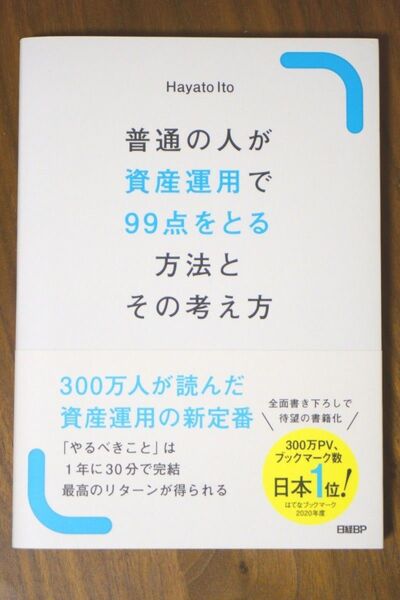 Hayato Ito
普通の人が
資産運用で
99点をとる
方法と
その考え方
300万人が読んだ
資産運用の新定番
「やるべきこと」は
1年に30分で完結
最高のリターンが得られる
全面書き下ろしで
待望の書籍化
300万PV、
ブックマーク数
日本1位!
はてなブックマーク
2020年度
日経BP